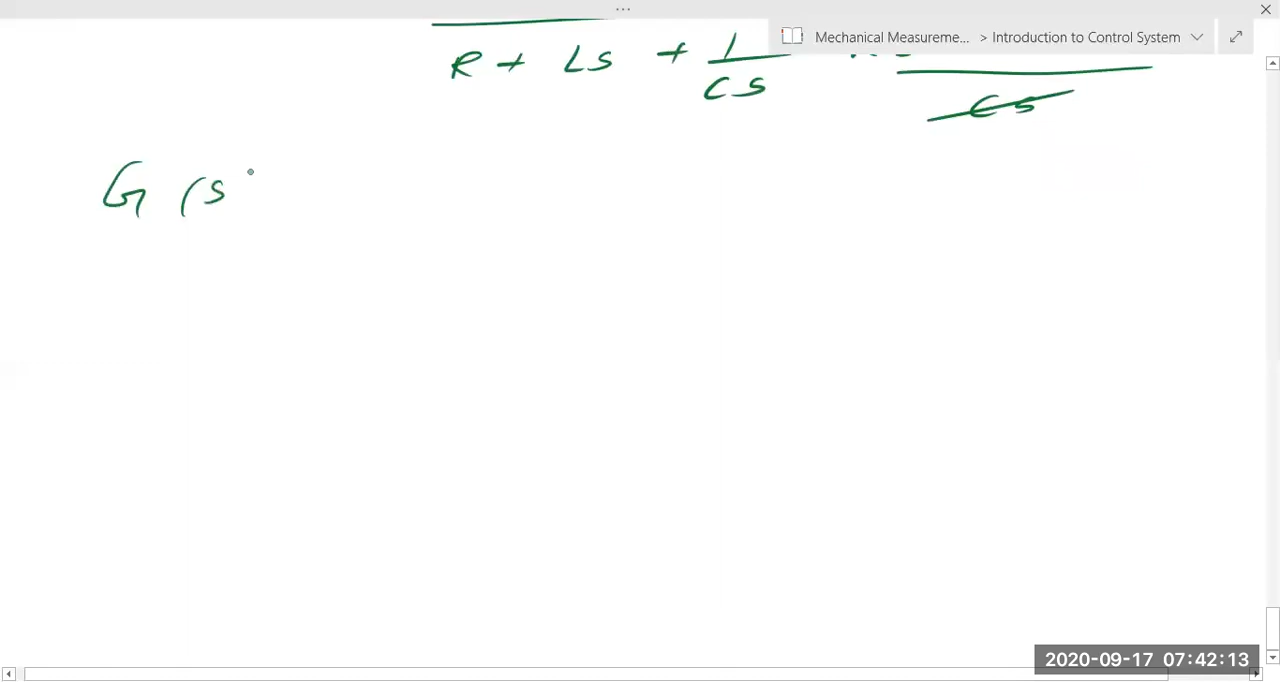 ...
Mechanical Measureme... > Introduction to Control System
R + LS + 1
CS
CS
G (S
2020-09-17 07:42:13